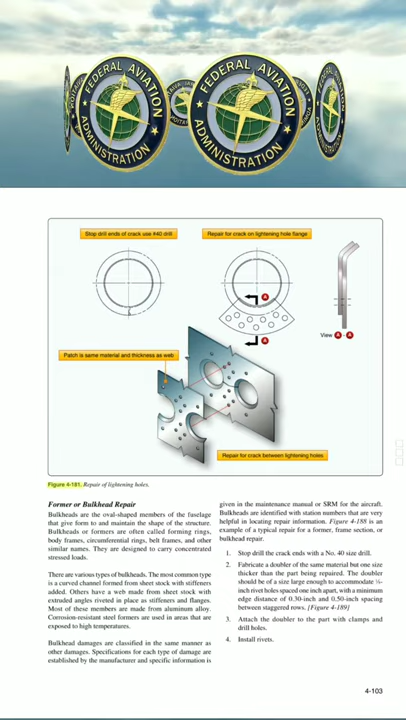 FEDERAL AVIATION
ADMINISTRATION
FEDERAL AVIATION
ADMINISTRATION
Stop drill ends of crack use #40 drill
Repair for crack on lightening hole flange
A
View A - A
A
Patch is same material and thickness as web
Repair for crack between lightening holes
Figure 4-181. Repair of lightening holes.
Former or Bulkhead Repair
Bulkheads are the oval-shaped members of the fuselage
that give form to and maintain the shape of the structure.
Bulkheads or formers are often called forming rings,
body frames, circumferential rings, belt frames, and other
similar names. They are designed to carry concentrated
stressed loads.
There are various types of bulkheads. The most common type
is a curved channel formed from sheet stock with stiffeners
added. Others have a web made from sheet stock with
extruded angles riveted in place as stiffeners and flanges.
Most of these members are made from aluminum alloy.
Corrosion-resistant steel formers are used in areas that are
exposed to high temperatures.
Bulkhead damages are classified in the same manner as
other damages. Specifications for each type of damage are
established by the manufacturer and specific information is
given in the maintenance manual or SRM for the aircraft.
Bulkheads are identified with station numbers that are very
helpful in locating repair information. Figure 4-188 is an
example of a typical repair for a former, frame section, or
bulkhead repair.
1. Stop drill the crack ends with a No. 40 size drill.
2. Fabricate a doubler of the same material but one size
thicker than the part being repaired. The doubler
should be of a size large enough to accommodate ⅛-
inch rivet holes spaced one inch apart, with a minimum
edge distance of 0.30-inch and 0.50-inch spacing
between staggered rows. [Figure 4-189]
3. Attach the doubler to the part with clamps and
drill holes.
4. Install rivets.
4-103